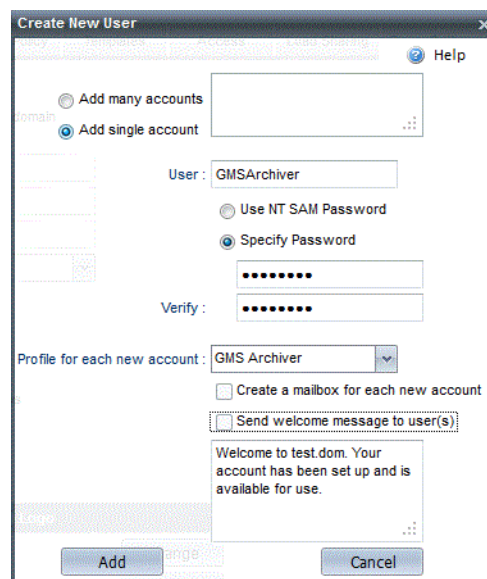 Create New User
Help
Add many accounts
Add single account
User :
GMSArchiver
Use NT SAM Password
Specify Password
••••••••
Verify :
••••••••
Profile for each new account :
GMS Archiver
Create a mailbox for each new account
Send welcome message to user(s)
Welcome to test.dom. Your
account has been set up and is
available for use.
Add
Cancel